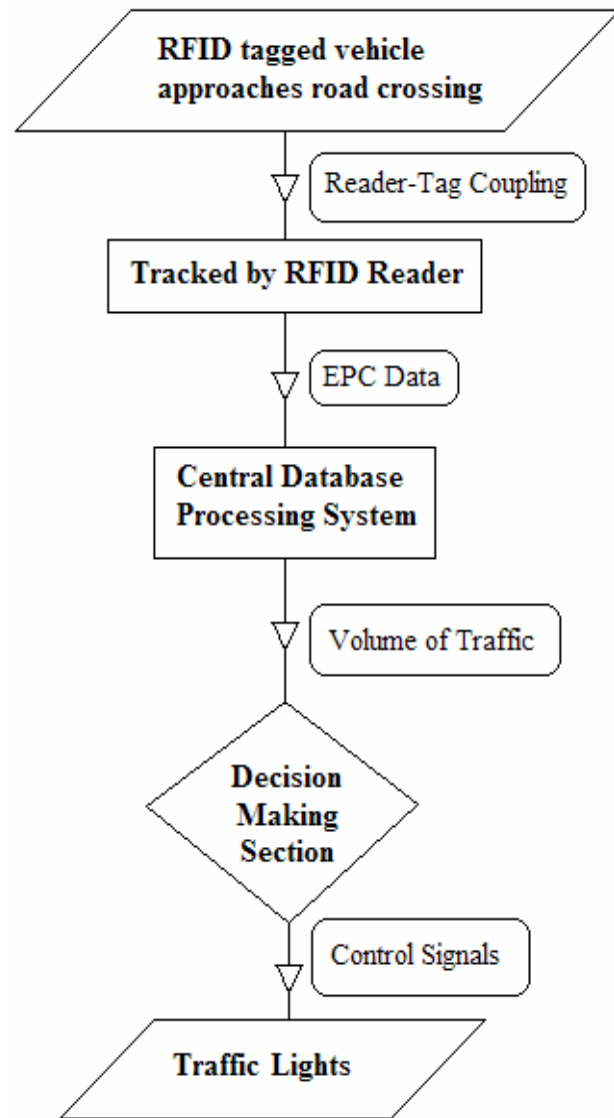 RFID tagged vehicle
approaches road crossing
Reader-Tag Coupling
Tracked by RFID Reader
EPC Data
Central Database
Processing System
Volume of Traffic
Decision
Making
Section
Control Signals
Traffic Lights